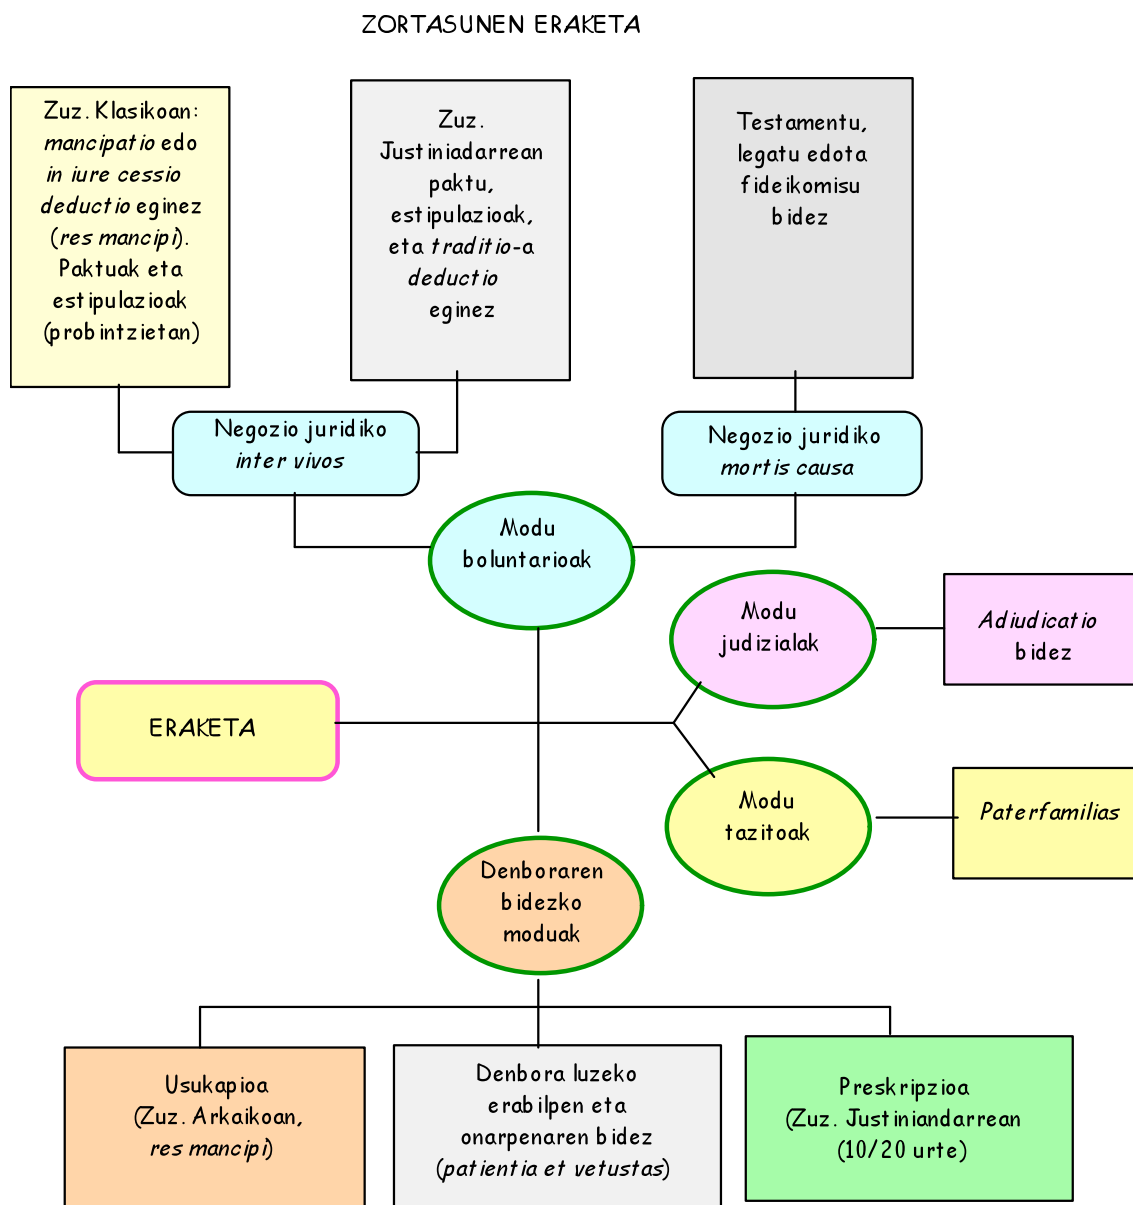 ZORTASUNEN ERAKETA
Zuz. Klasikoan:
mancipatio edo
in iure cessio
deductio eginez
(res mancipi).
Paktuak eta
estipulazioak
(probintzietan)
Zuz.
Justiniadarrean
paktu,
estipulazioak,
eta traditio-a
deductio
eginez
Testamentu,
legatu edota
fideikomisu
bidez
Negozio juridiko
inter vivos
Negozio juridiko
mortis causa
Modu
boluntarioak
Modu
judizialak
Adiudicatio
bidez
ERAKETA
Modu
tazitoak
Paterfamilias
Denboraren
bidezko
moduak
Usukapioa
(Zuz. Arkaikoan,
res mancipi)
Denbora luzeko
erabilpen eta
onarpenaren bidez
(patientia et vetustas)
Preskripzioa
(Zuz. Justiniandarrean
(10/20 urte)